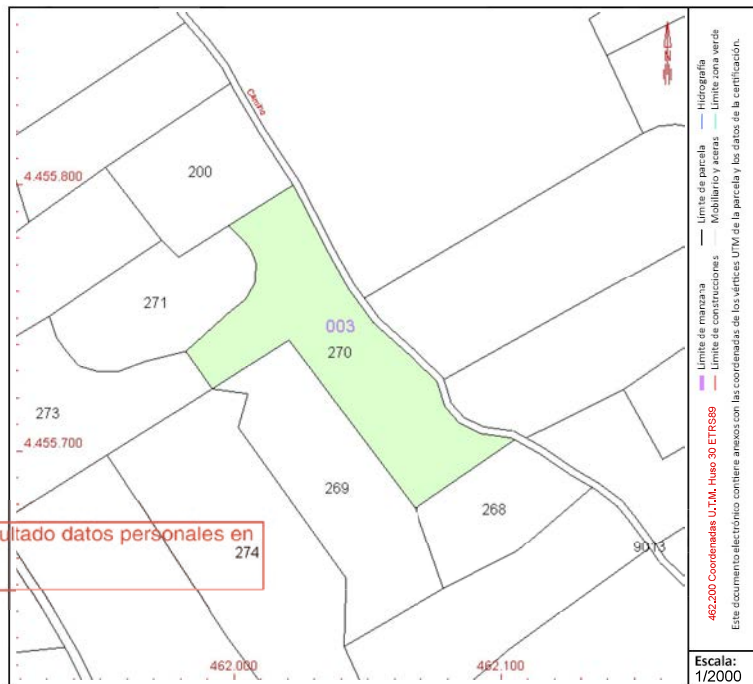 Camino
N
200
4.455.800
271
003
270
273
4.455.700
269
268
ultado datos personales en
274
9013
462.000
462.100
Límite de manzana
Límite de parcela
Hidrografía
Límite de construcciones
Mobiliario y aceras
Límite zona verde
462.200 Coordenadas U.T.M. Huso 30 ETRS89
Este documento electrónico contiene anexos con las coordenadas de los vértices UTM de la parcela y los datos de la certificación.
Escala:
1/2000